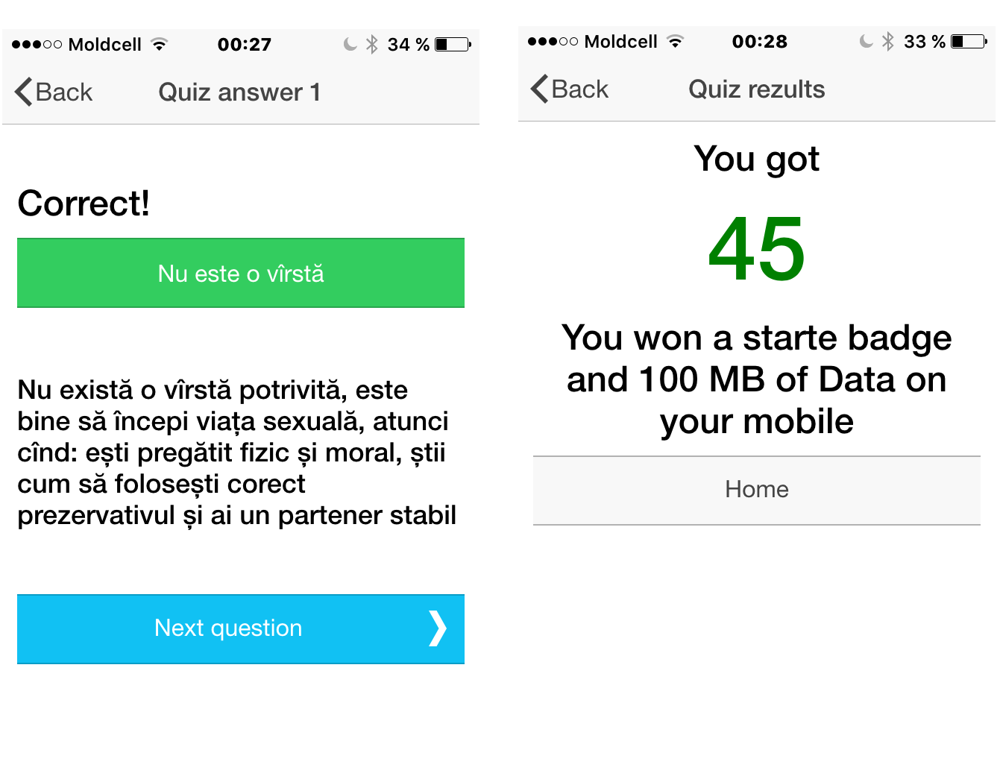 Moldcell 00:27 34 %
Back Quiz answer 1
Correct!
Nu este o vîrstă
Nu există o vîrstă potrivită, este
bine să începi viața sexuală, atunci
cînd: ești pregătit fizic și moral, știi
cum să folosești corect
prezervativul și ai un partener stabil
Next question
Moldcell 00:28 33 %
Back Quiz rezults
You got
45
You won a starte badge
and 100 MB of Data on
your mobile
Home